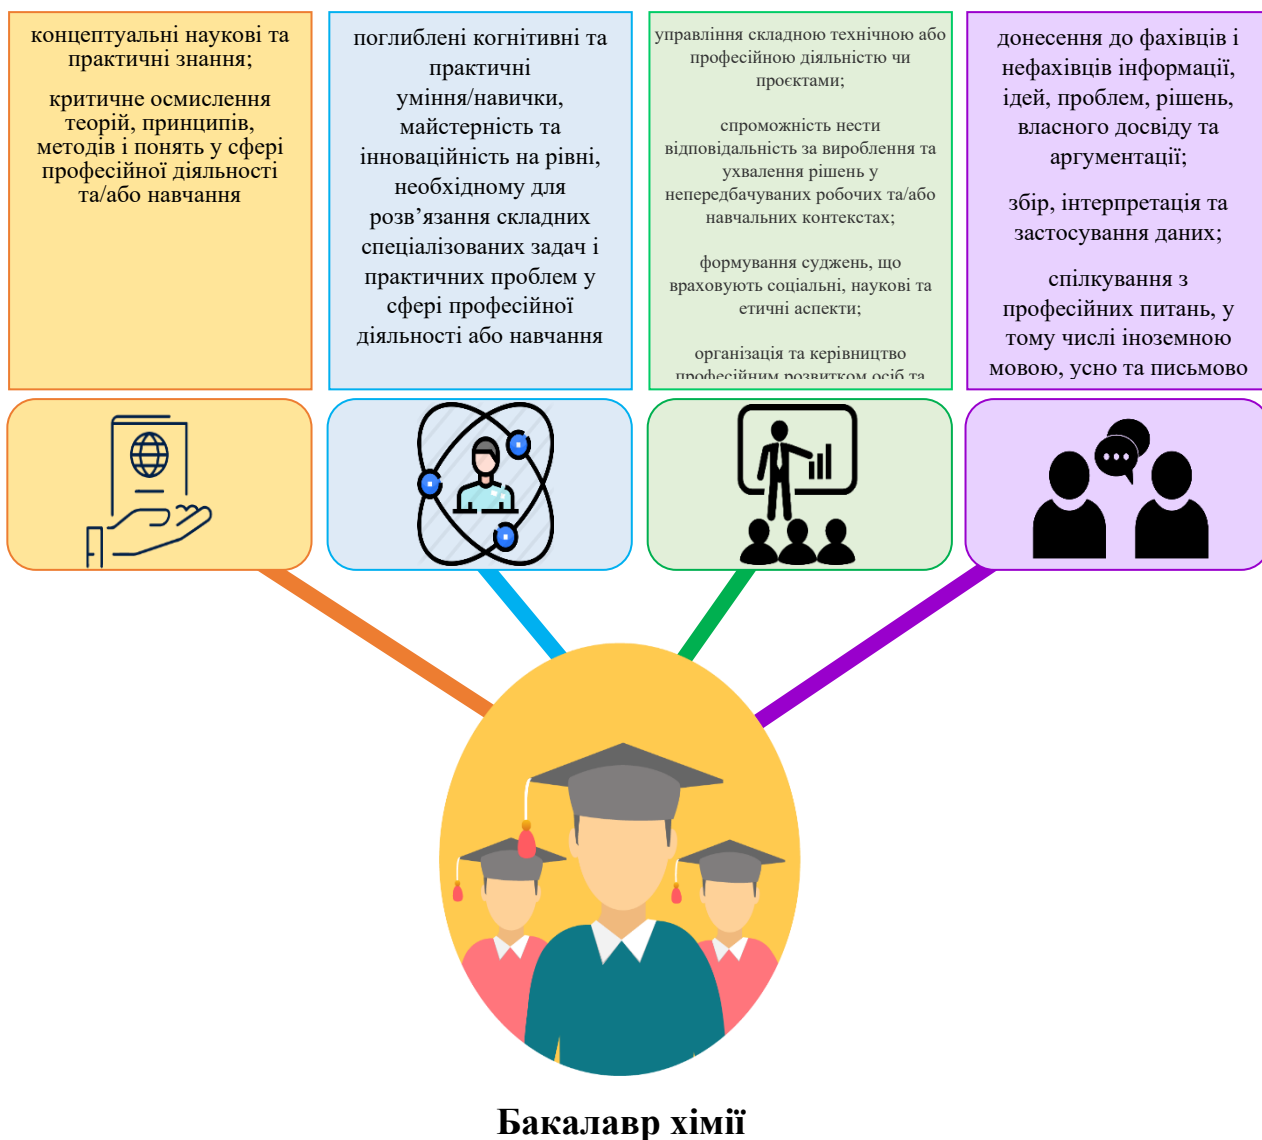 концептуальні наукові та
практичні знання;
критичне осмислення
теорій, принципів,
методів і понять у сфері
професійної діяльності
та/або навчання
поглиблені когнітивні та
практичні
уміння/навички,
майстерність та
інноваційність на рівні,
необхідному для
розв’язання складних
спеціалізованих задач і
практичних проблем у
сфері професійної
діяльності або навчання
управління складною технічною або
професійною діяльністю чи
проєктами;
спроможність нести
відповідальність за вироблення та
ухвалення рішень у
непередбачуваних робочих та/або
навчальних контекстах;
формування суджень, що
враховують соціальні, наукові та
етичні аспекти;
організація та керівництво
професійним розвитком осіб та
донесення до фахівців і
нефахівців інформації,
ідей, проблем, рішень,
власного досвіду та
аргументації;
збір, інтерпретація та
застосування даних;
спілкування з
професійних питань, у
тому числі іноземною
мовою, усно та письмово
Бакалавр хімії